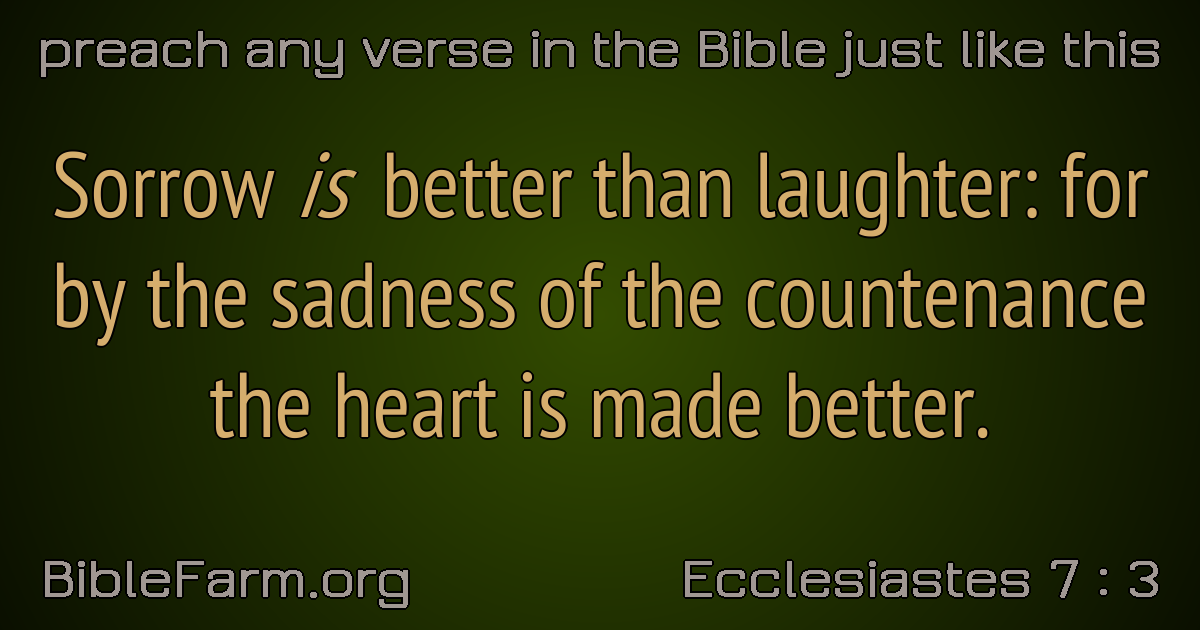 preach any verse in the Bible just like this
Sorrow is better than laughter: for
by the sadness of the countenance
the heart is made better.
BibleFarm.org
Ecclesiastes 7 : 3